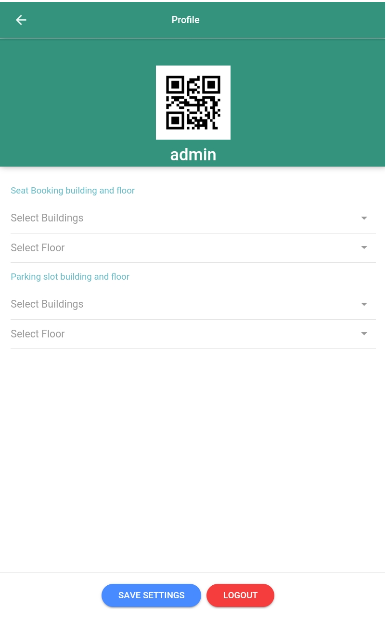 Profile
admin
Seat Booking building and floor
Select Buildings
Select Floor
Parking slot building and floor
Select Buildings
Select Floor
SAVE SETTINGS
LOGOUT